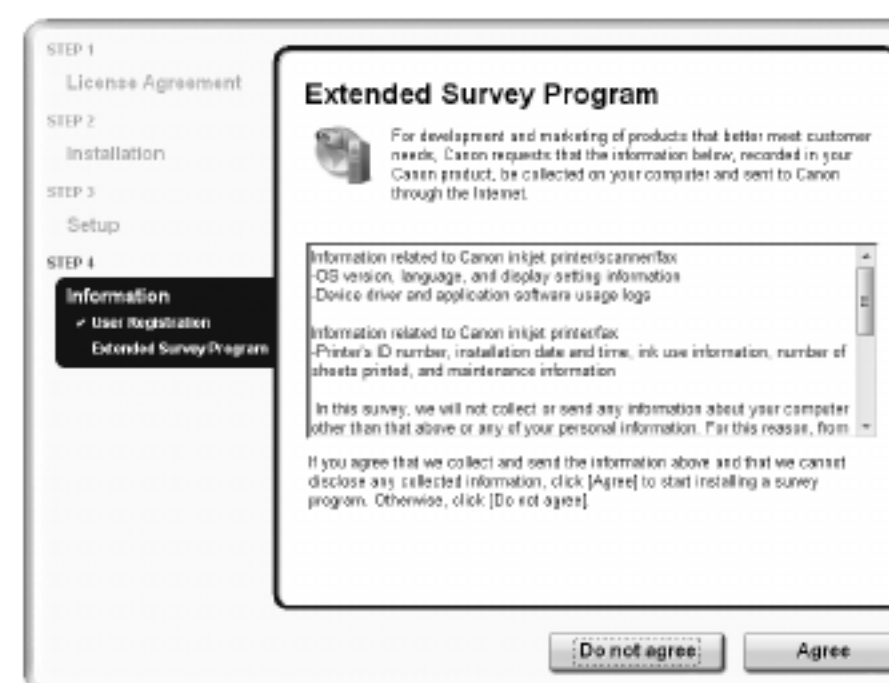 STEP 1
License Agreement
STEP 2
Installation
STEP 3
Setup
STEP 4
Information
✓ User Registration
Extended Survey Program
Extended Survey Program
For development and marketing of products that better meet customer
needs, Canon requests that the information below, recorded in your
Canon product, be collected on your computer and sent to Canon
through the Internet.
Information related to Canon inkjet printer/scanner/fax
-OS version, language, and display setting information
-Device driver and application software usage logs
Information related to Canon inkjet printer/fax
-Printer's ID number, installation date and time, ink use information, number of
sheets printed, and maintenance information
In this survey, we will not collect or send any information about your computer
other than that above or any of your personal information. For this reason, from
If you agree that we collect and send the information above and that we cannot
disclose any collected information, click [Agree] to start installing a survey
program. Otherwise, click [Do not agree].
Do not agree
Agree